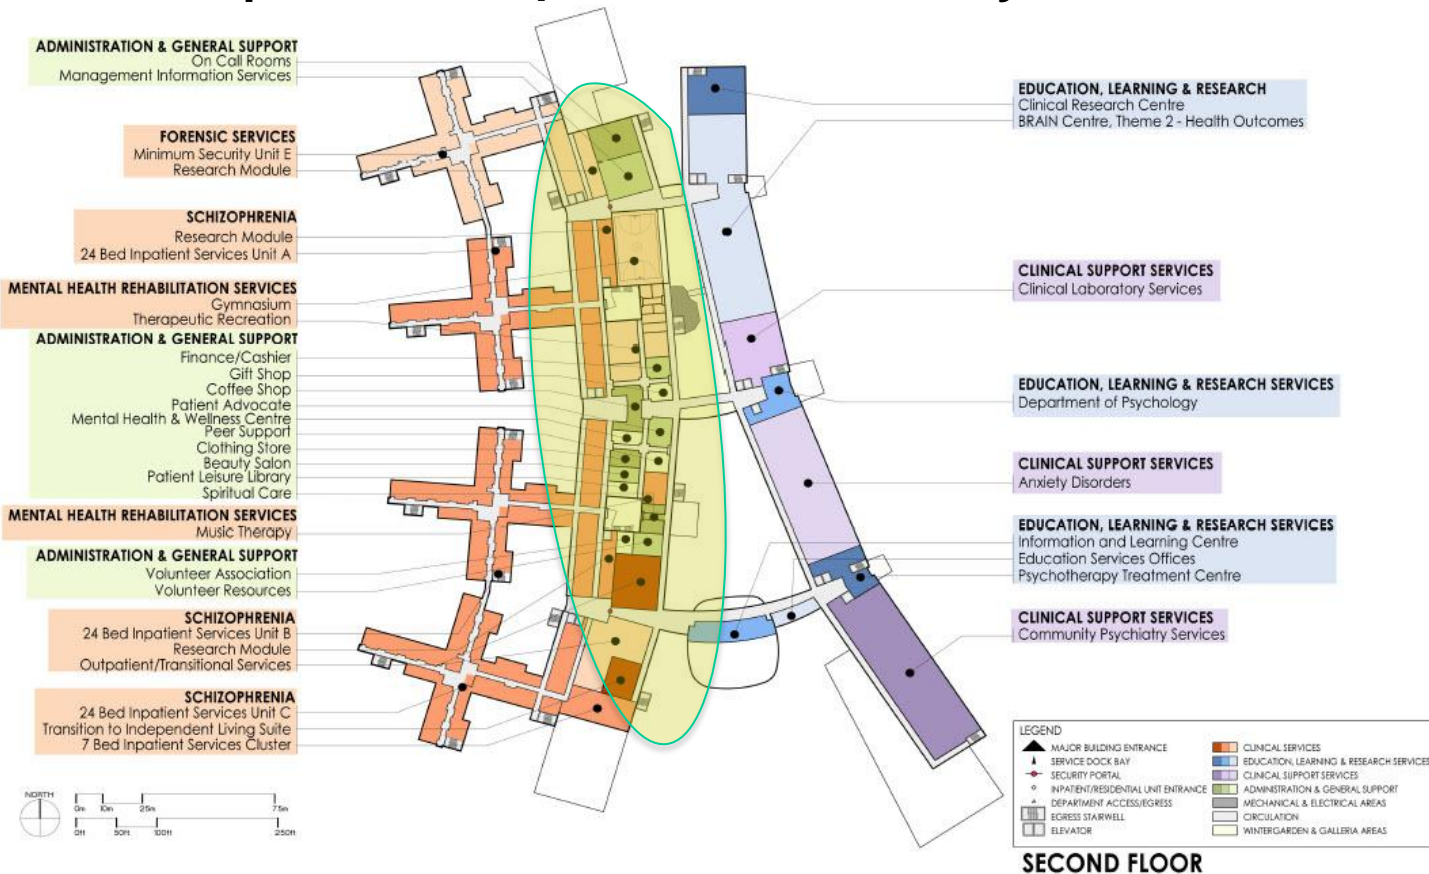 ADMINISTRATION & GENERAL SUPPORT
On Call Rooms
Management Information Services
FORENSIC SERVICES
Minimum Security Unit E
Research Module
SCHIZOPHRENIA
Research Module
24 Bed Inpatient Services Unit A
MENTAL HEALTH REHABILITATION SERVICES
Gymnasium
Therapeutic Recreation
ADMINISTRATION & GENERAL SUPPORT
Finance/Cashier
Gift Shop
Coffee Shop
Patient Advocate
Mental Health & Wellness Centre
Peer Support
Clothing Store
Beauty Salon
Patient Leisure Library
Spiritual Care
MENTAL HEALTH REHABILITATION SERVICES
Music Therapy
ADMINISTRATION & GENERAL SUPPORT
Volunteer Association
Volunteer Resources
SCHIZOPHRENIA
24 Bed Inpatient Services Unit B
Research Module
Outpatient/Transitional Services
SCHIZOPHRENIA
24 Bed Inpatient Services Unit C
Transition to Independent Living Suite
7 Bed Inpatient Services Cluster
NORTH
0m 10m 25m 75m
0ft 50ft 100ft 250ft
EDUCATION, LEARNING & RESEARCH
Clinical Research Centre
BRAIN Centre, Theme 2 - Health Outcomes
CLINICAL SUPPORT SERVICES
Clinical Laboratory Services
EDUCATION, LEARNING & RESEARCH SERVICES
Department of Psychology
CLINICAL SUPPORT SERVICES
Anxiety Disorders
EDUCATION, LEARNING & RESEARCH SERVICES
Information and Learning Centre
Education Services Offices
Psychotherapy Treatment Centre
CLINICAL SUPPORT SERVICES
Community Psychiatry Services
LEGEND
MAJOR BUILDING ENTRANCE
SERVICE DOCK BAY
SECURITY PORTAL
INPATIENT/RESIDENTIAL UNIT ENTRANCE
DEPARTMENT ACCESS/EGRESS
EGRESS STAIRWELL
ELEVATOR
CLINICAL SERVICES
EDUCATION, LEARNING & RESEARCH SERVICES
CLINICAL SUPPORT SERVICES
ADMINISTRATION & GENERAL SUPPORT
MECHANICAL & ELECTRICAL AREAS
CIRCULATION
WINTERGARDEN & GALLERIA AREAS
SECOND FLOOR